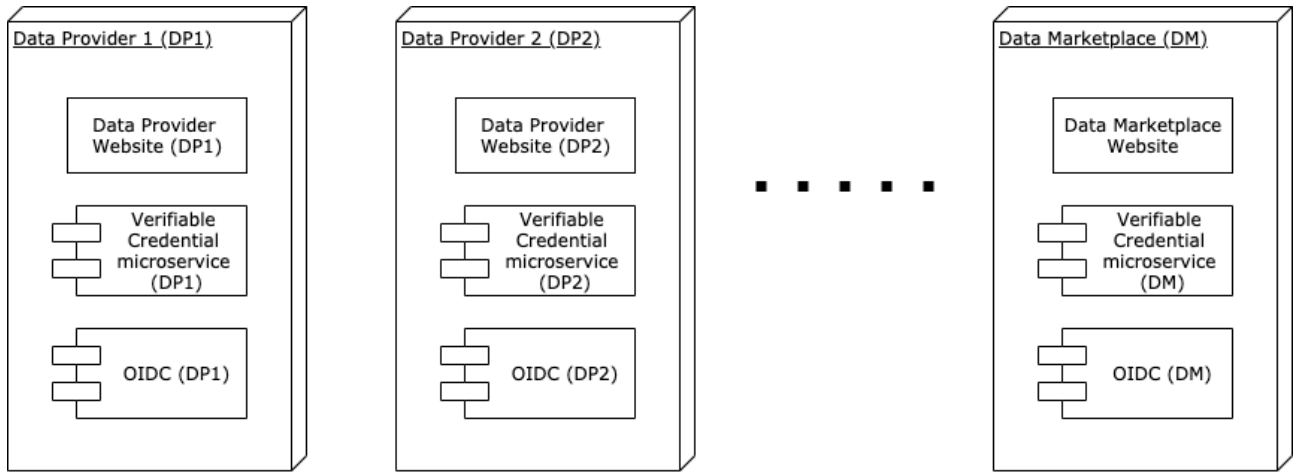 Data Provider 1 (DP1)
Data Provider
Website (DP1)
Verifiable
Credential
microservice
(DP1)
OIDC (DP1)
Data Provider 2 (DP2)
Data Provider
Website (DP2)
Verifiable
Credential
microservice
(DP2)
OIDC (DP2)
Data Marketplace (DM)
Data Marketplace
Website
Verifiable
Credential
microservice
(DM)
OIDC (DM)